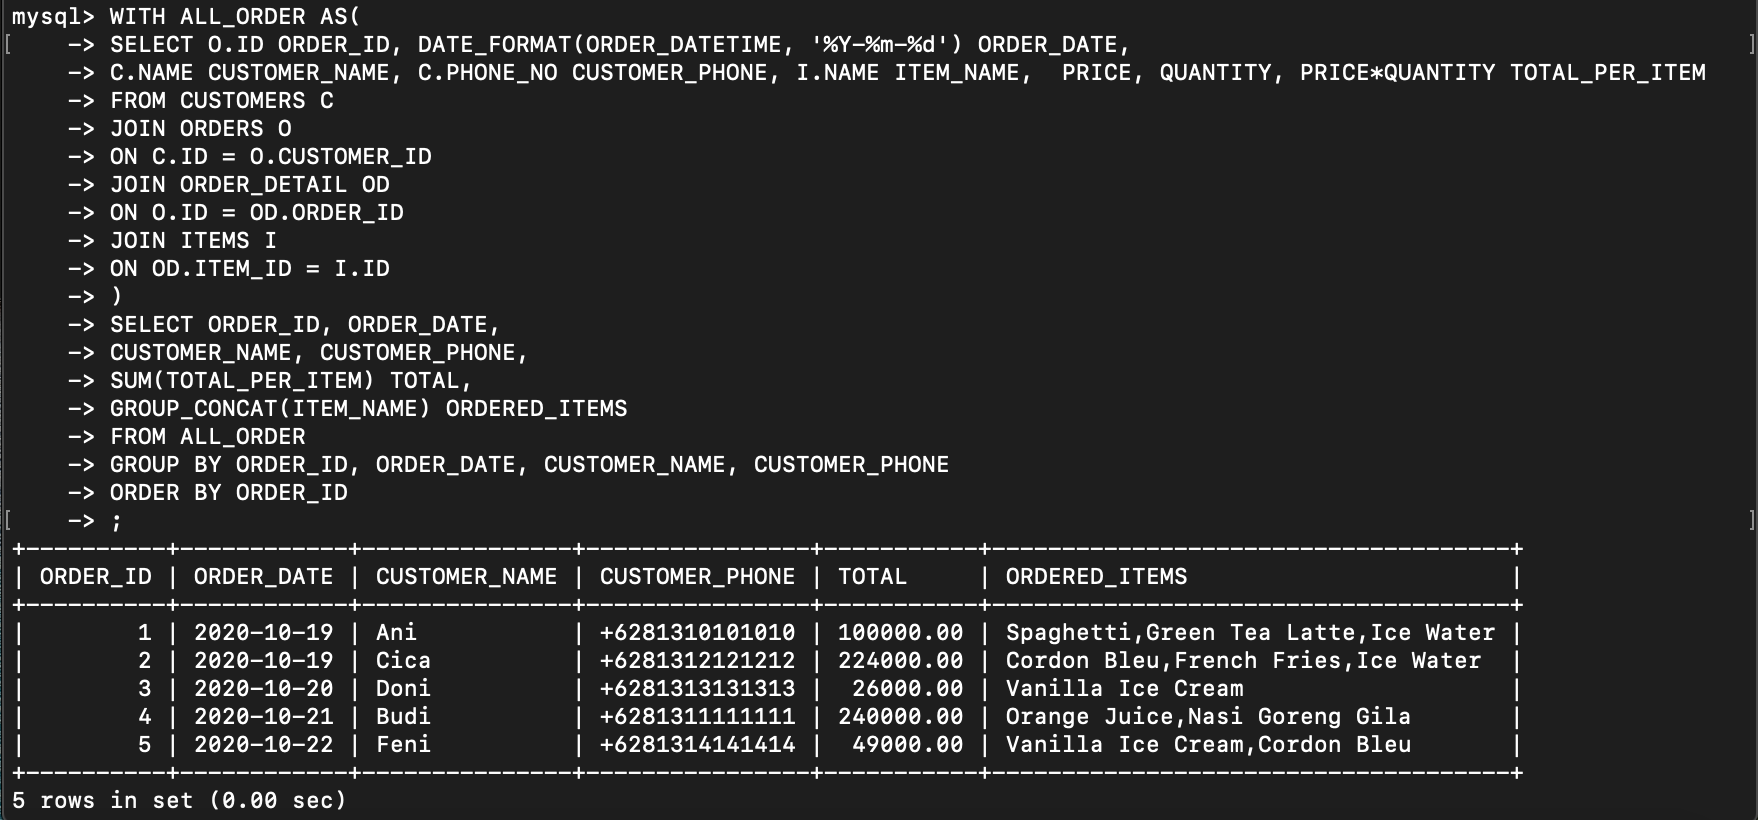 mysql> WITH ALL_ORDER AS(
[    -> SELECT O.ID ORDER_ID, DATE_FORMAT(ORDER_DATETIME, '%Y-%m-%d') ORDER_DATE, ]
    -> C.NAME CUSTOMER_NAME, C.PHONE_NO CUSTOMER_PHONE, I.NAME ITEM_NAME,  PRICE, QUANTITY, PRICE*QUANTITY TOTAL_PER_ITEM
    -> FROM CUSTOMERS C
    -> JOIN ORDERS O
    -> ON C.ID = O.CUSTOMER_ID
    -> JOIN ORDER_DETAIL OD
    -> ON O.ID = OD.ORDER_ID
    -> JOIN ITEMS I
    -> ON OD.ITEM_ID = I.ID
    -> )
    -> SELECT ORDER_ID, ORDER_DATE,
    -> CUSTOMER_NAME, CUSTOMER_PHONE,
    -> SUM(TOTAL_PER_ITEM) TOTAL,
    -> GROUP_CONCAT(ITEM_NAME) ORDERED_ITEMS
    -> FROM ALL_ORDER
    -> GROUP BY ORDER_ID, ORDER_DATE, CUSTOMER_NAME, CUSTOMER_PHONE
    -> ORDER BY ORDER_ID
[    -> ; ]
+----------+------------+---------------+----------------+-----------+-------------------------------------+
| ORDER_ID | ORDER_DATE | CUSTOMER_NAME | CUSTOMER_PHONE | TOTAL     | ORDERED_ITEMS                       |
+----------+------------+---------------+----------------+-----------+-------------------------------------+
|        1 | 2020-10-19 | Ani           | +6281310101010 | 100000.00 | Spaghetti,Green Tea Latte,Ice Water |
|        2 | 2020-10-19 | Cica          | +6281312121212 | 224000.00 | Cordon Bleu,French Fries,Ice Water  |
|        3 | 2020-10-20 | Doni          | +6281313131313 |  26000.00 | Vanilla Ice Cream                   |
|        4 | 2020-10-21 | Budi          | +6281311111111 | 240000.00 | Orange Juice,Nasi Goreng Gila       |
|        5 | 2020-10-22 | Feni          | +6281314141414 |  49000.00 | Vanilla Ice Cream,Cordon Bleu       |
+----------+------------+---------------+----------------+-----------+-------------------------------------+
5 rows in set (0.00 sec)